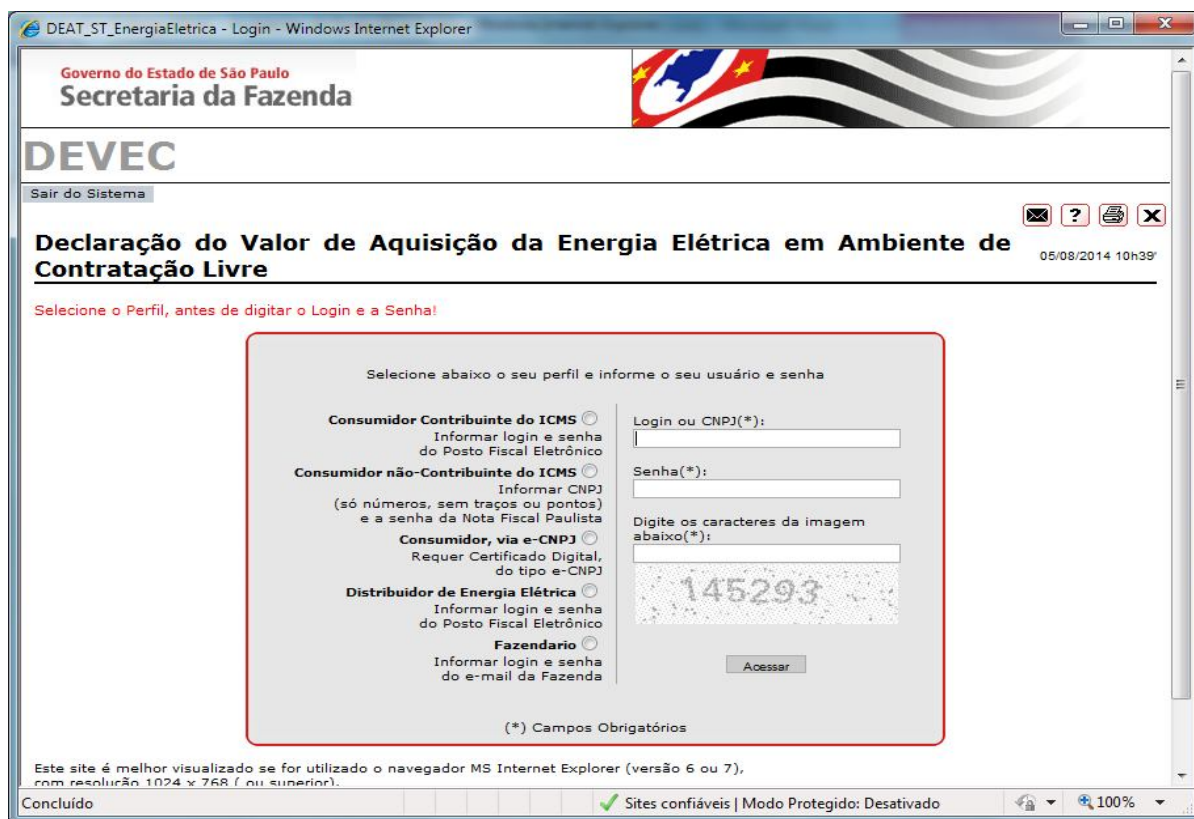 DEAT_ST_EnergiaEletrica - Login - Windows Internet Explorer
Governo do Estado de São Paulo
Secretaria da Fazenda
DEVEC
Sair do Sistema
?
X
Declaração do Valor de Aquisição da Energia Elétrica em Ambiente de
Contratação Livre
05/08/2014 10h39'
Selecione o Perfil, antes de digitar o Login e a Senha!
Selecione abaixo o seu perfil e informe o seu usuário e senha
Consumidor Contribuinte do ICMS
Informar login e senha
do Posto Fiscal Eletrônico
Consumidor não-Contribuinte do ICMS
Informar CNPJ
(só números, sem traços ou pontos)
e a senha da Nota Fiscal Paulista
Consumidor, via e-CNPJ
Requer Certificado Digital,
do tipo e-CNPJ
Distribuidor de Energia Elétrica
Informar login e senha
do Posto Fiscal Eletrônico
Fazendario
Informar login e senha
do e-mail da Fazenda
Login ou CNPJ(*):
Senha(*):
Digite os caracteres da imagem
abaixo(*):
145293
Acessar
(*) Campos Obrigatórios
Este site é melhor visualizado se for utilizado o navegador MS Internet Explorer (versão 6 ou 7),
com resolução 1024 x 768 ( ou superior).
Concluído
Sites confiáveis | Modo Protegido: Desativado
100%